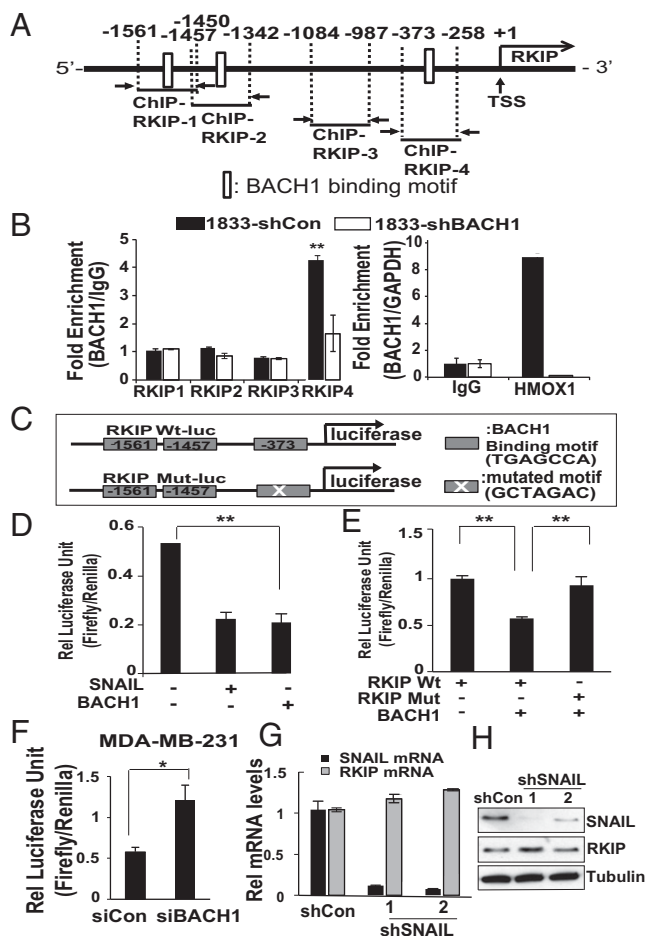 A
-1561 -1450 -1457 -1342 -1084 -987 -373 -258 +1
RKIP
5'- - 3'
TSS
ChIP-RKIP-1
ChIP-RKIP-2
ChIP-RKIP-3
ChIP-RKIP-4
: BACH1 binding motif
B
1833-shCon 1833-shBACH1
Fold Enrichment (BACH1/IgG)
5
4
3
2
1
0
**
RKIP1 RKIP2 RKIP3 RKIP4
Fold Enrichment (BACH1/GAPDH)
10
8
6
4
2
0
IgG HMOX1
C
RKIP Wt-luc
-1561 -1457 -373 luciferase
RKIP Mut-luc
-1561 -1457 X luciferase
:BACH1 Binding motif (TGAGCCA)
X :mutated motif (GCTAGAC)
D
Rel Luciferase Unit (Firefly/Renilla)
0.6
0.4
0.2
0
**
SNAIL - + -
BACH1 - - +
E
Rel Luciferase Unit (Firefly/Renilla)
1.5
1
0.5
0
** **
RKIP Wt + + -
RKIP Mut - - +
BACH1 - + +
F
MDA-MB-231
Rel Luciferase Unit (Firefly/Renilla)
1.5
1
0.5
0
*
siCon siBACH1
G
SNAIL mRNA
RKIP mRNA
Rel mRNA levels
1.5
1
0.5
0
shCon 1 2
shSNAIL
H
shSNAIL
shCon 1 2
SNAIL
RKIP
Tubulin